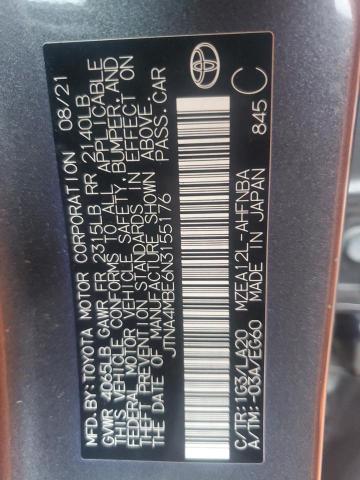 MFD.BY: TOYOTA MOTOR CORPORATION 08/21
GVWR 4065LB GAWR FR 2315LB RR 2140LB
THIS VEHICLE CONFORMS TO ALL APPLICABLE
FEDERAL MOTOR VEHICLE SAFETY, BUMPER, AND
THEFT PREVENTION STANDARDS IN EFFECT ON
THE DATE OF MANUFACTURE SHOWN ABOVE.
JTNA4MBE6N3155176 PASS.CAR
C/TR: 1G3/LA20 MZEA12L-AHFNBA
A/TM: -03A/EG60 MADE IN JAPAN 845 C